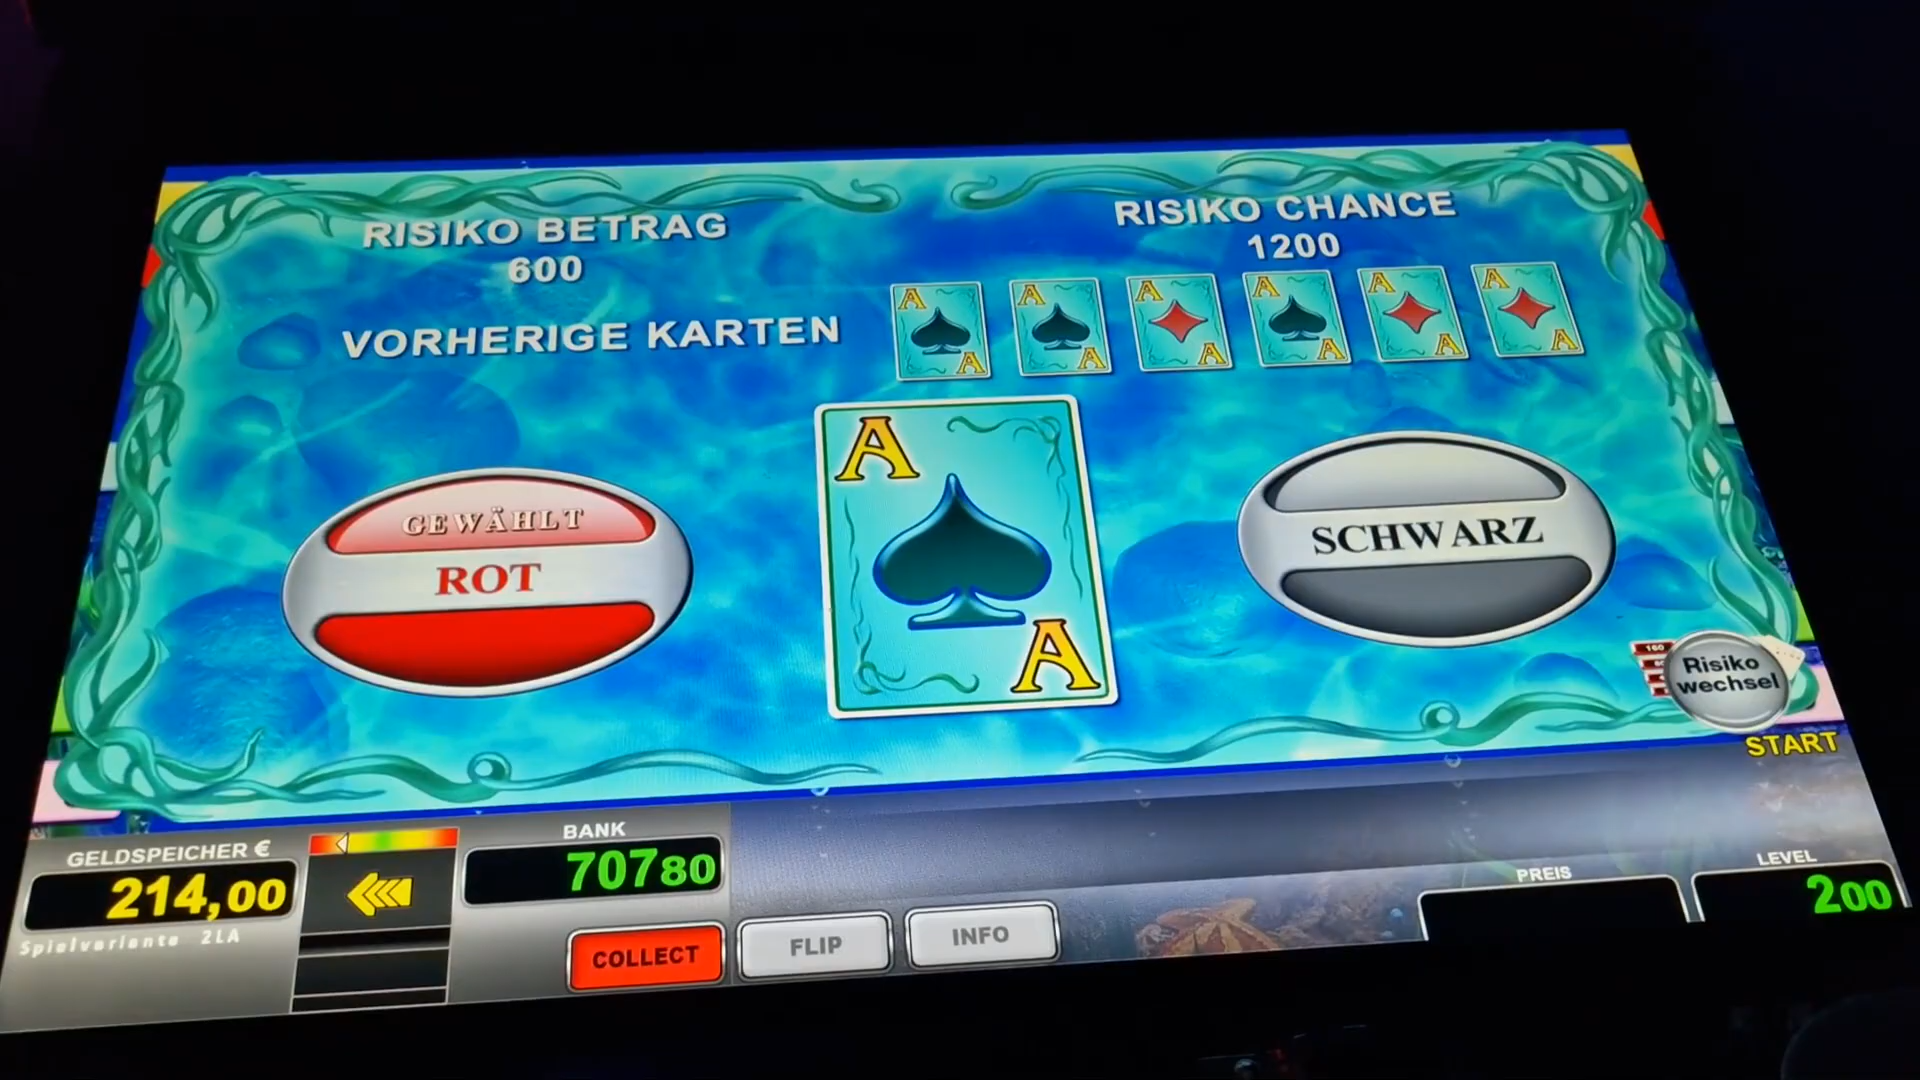 RISIKO BETRAG
600
RISIKO CHANCE
1200
VORHERIGE KARTEN
A A
A A
A A
A A
A A
A A
A
A
GEWÄHLT
ROT
SCHWARZ
Risiko
wechsel
START
GELDSPEICHER €
214,00
Spielvariante 2LA
BANK
70780
COLLECT
FLIP
INFO
PREIS
LEVEL
200